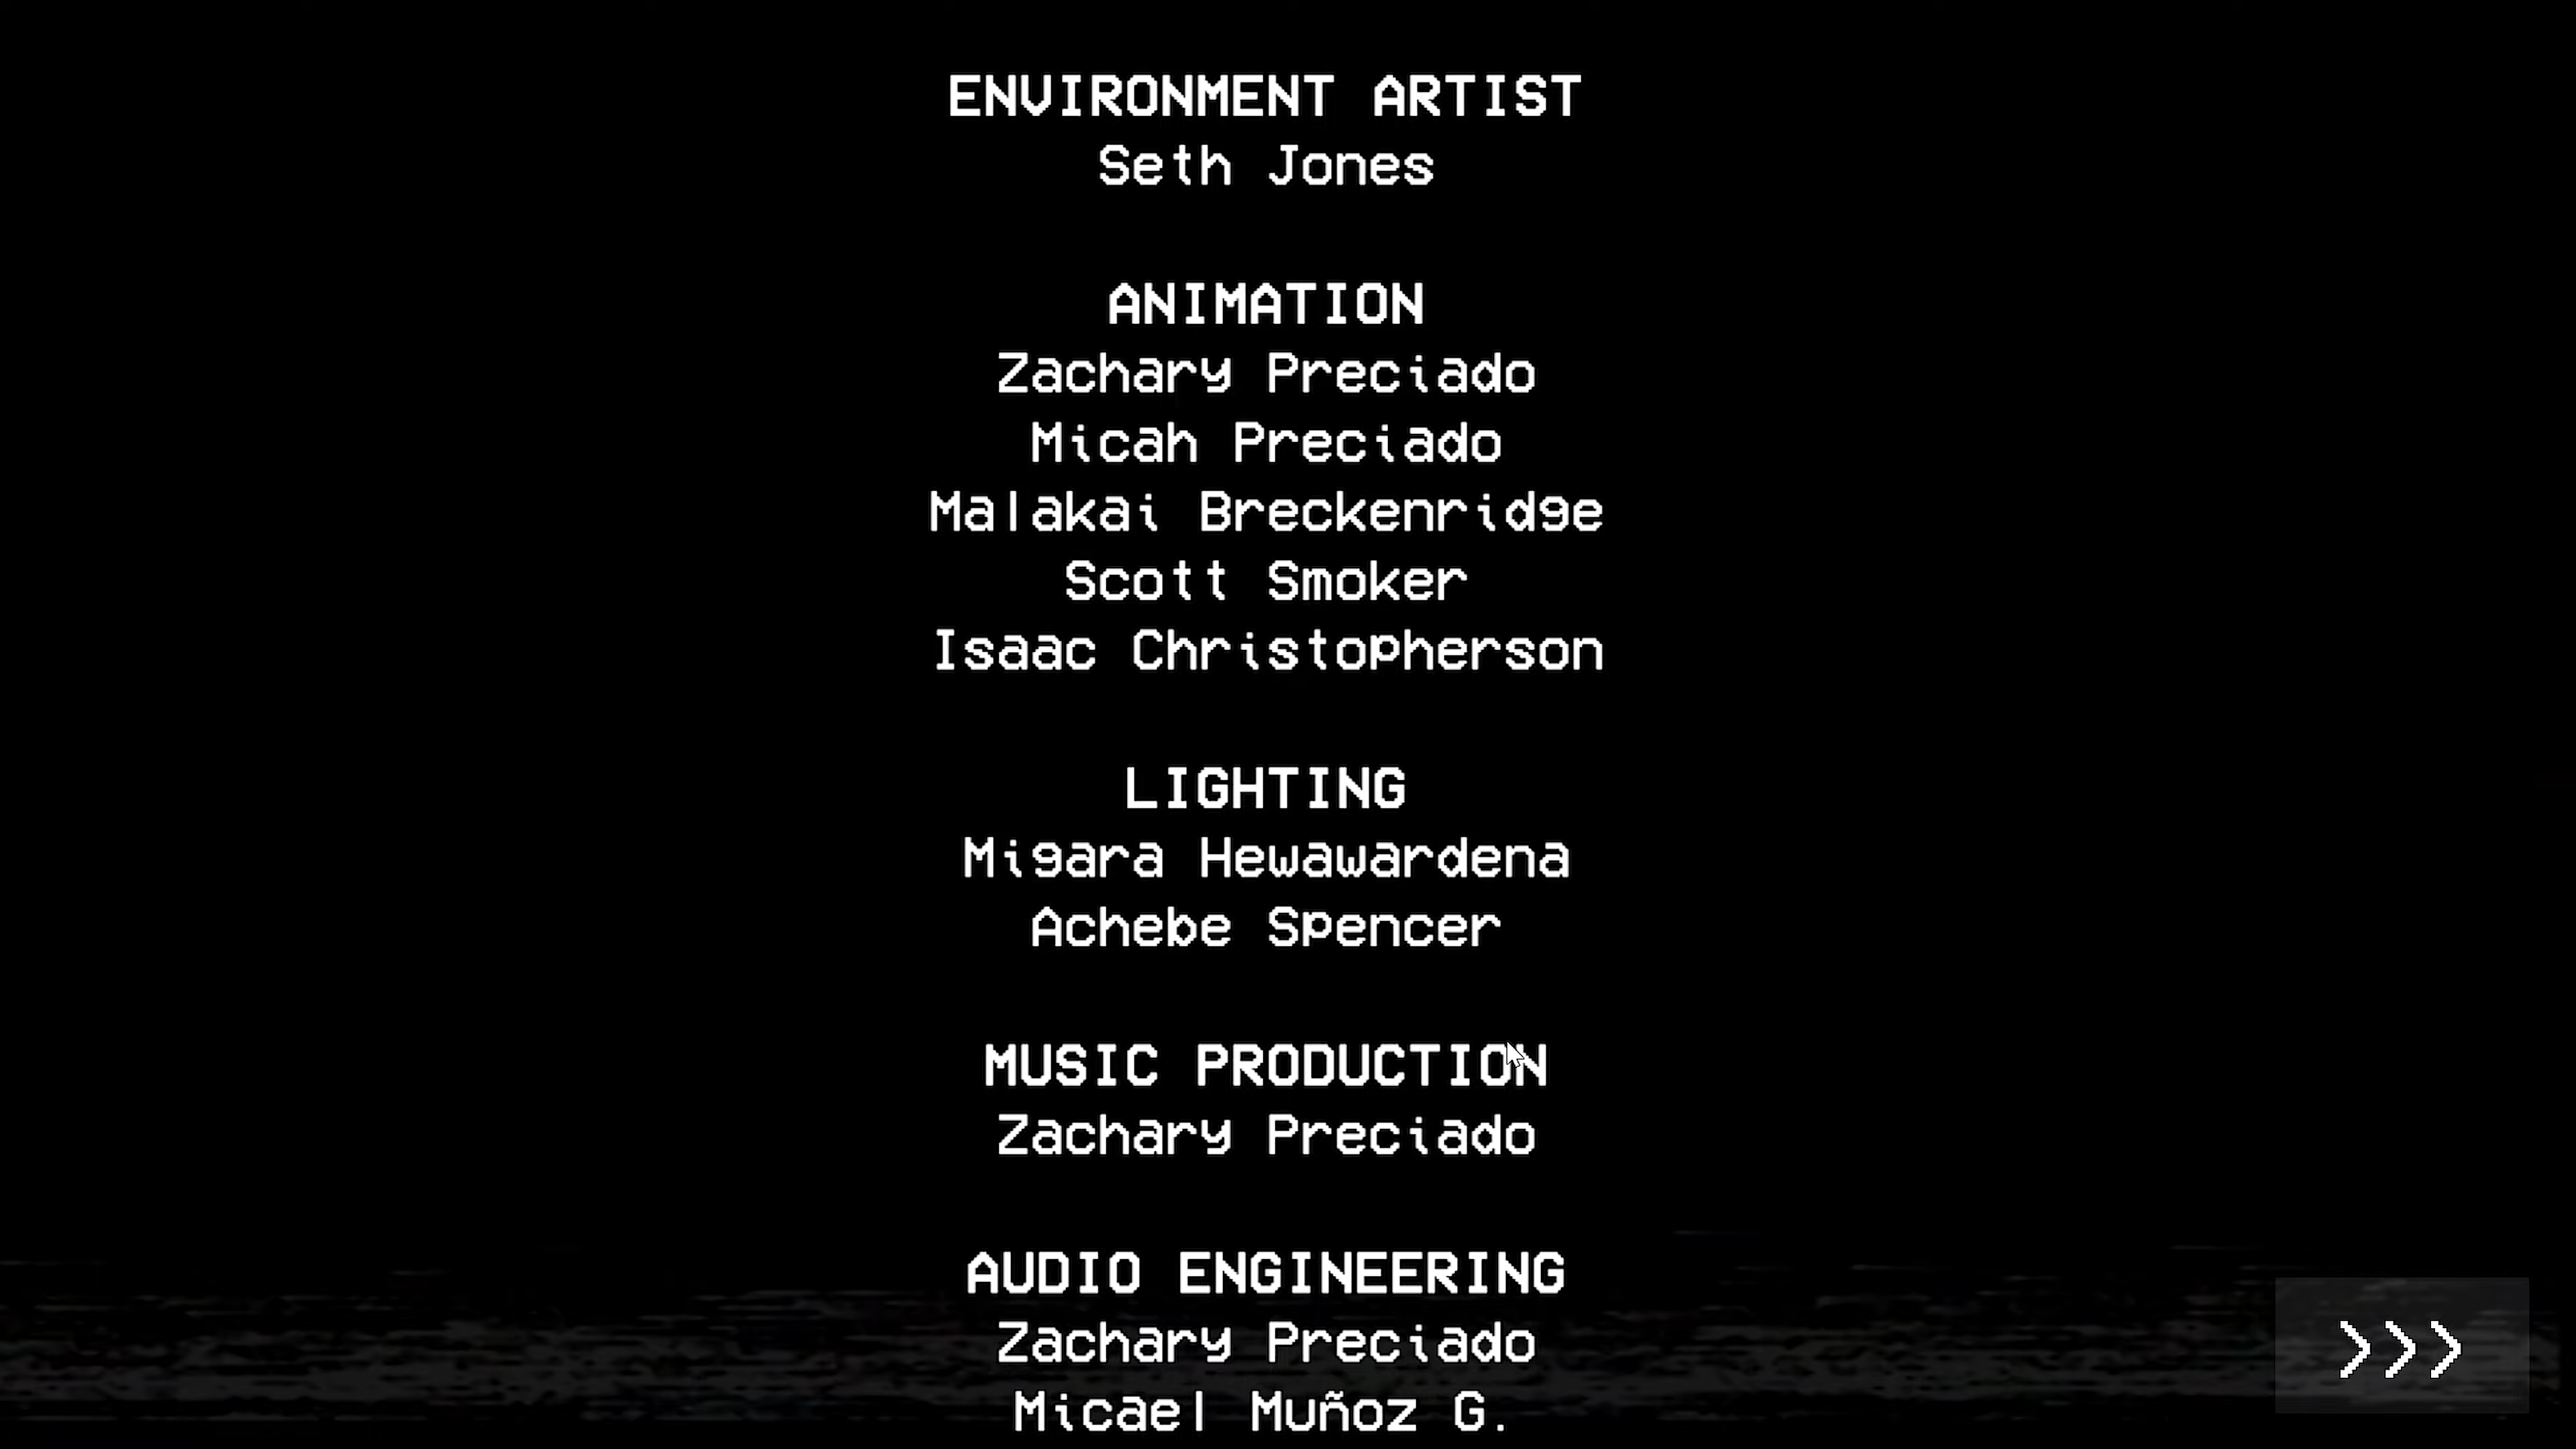 ENVIRONMENT ARTIST
Seth Jones
ANIMATION
Zachary Preciado
Micah Preciado
Malakai Breckenridge
Scott Smoker
Isaac Christopherson
LIGHTING
Migara Hewawardena
Achebe Spencer
MUSIC PRODUCTION
Zachary Preciado
AUDIO ENGINEERING
Zachary Preciado
>>>
Micael Muñoz G.